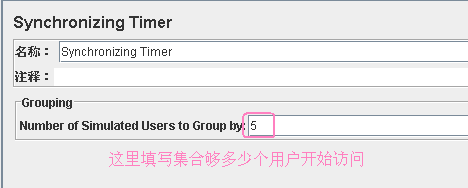 Synchronizing Timer
名称： Synchronizing Timer
注释：
Grouping
Number of Simulated Users to Group by: 5
这里填写集合够多少个用户开始访问